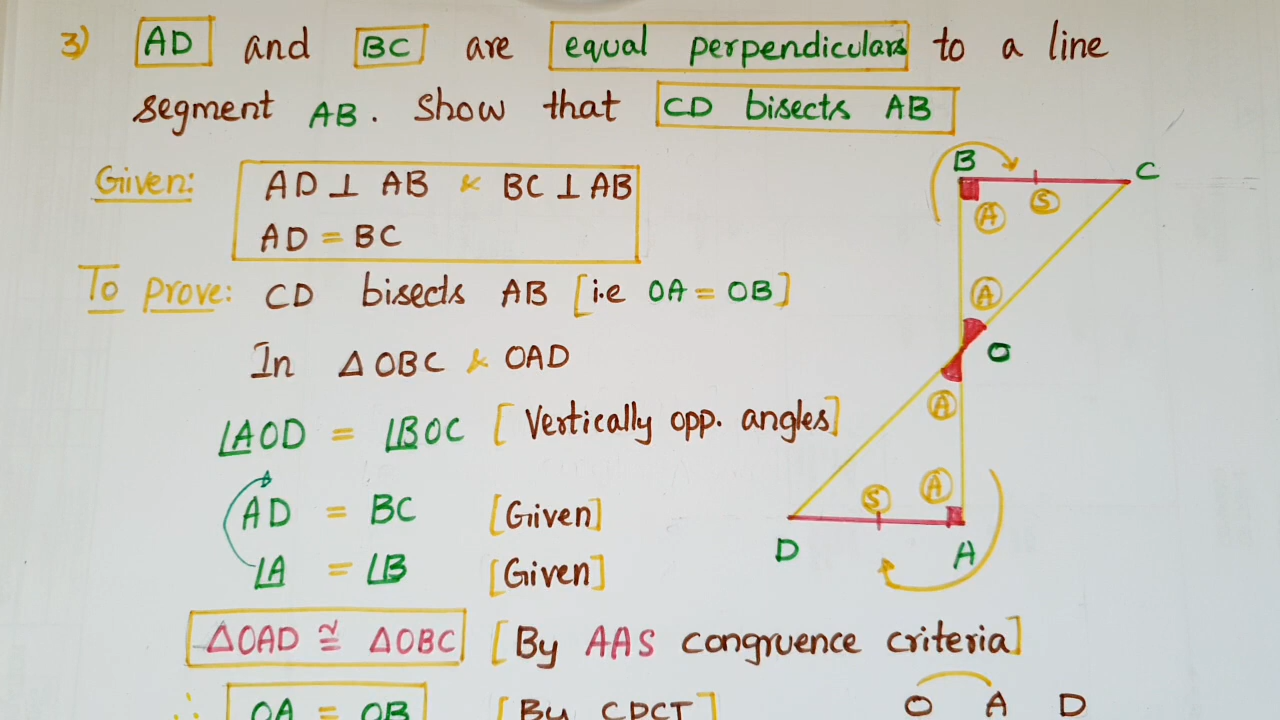 3) AD and BC are equal perpendiculars to a line
segment AB. Show that CD bisects AB
Given: AD ⊥ AB & BC ⊥ AB
AD = BC
To prove: CD bisects AB [i.e OA = OB]
In △OBC & OAD
∠AOD = ∠BOC [Vertically opp. angles]
AD = BC [Given]
∠A = ∠B [Given]
△OAD ≅ △OBC [By AAS congruence criteria]
∴ OA = OB [By CPCT]
B C
A S
A
O
A
S A
D A
O A D